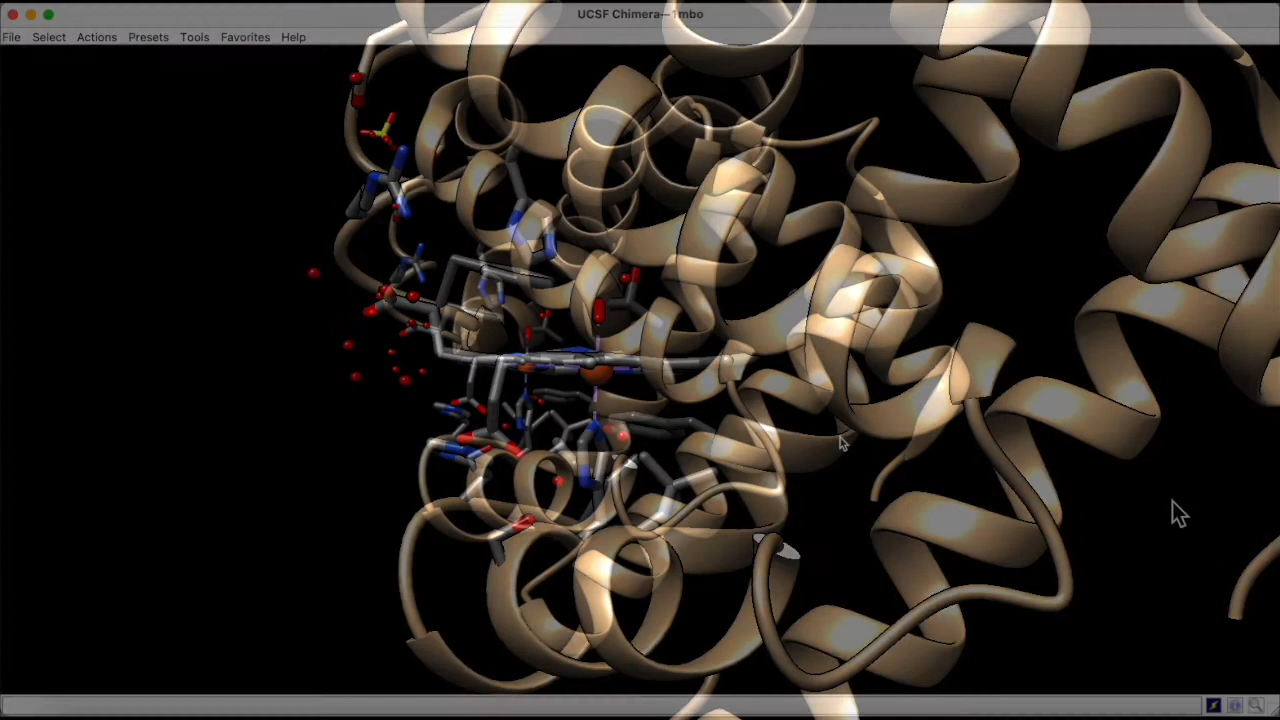 UCSF Chimera---1mbo
File Select Actions Presets Tools Favorites Help